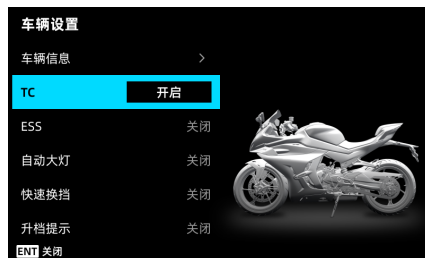 车辆设置
车辆信息 >
TC 开启
ESS 关闭
自动大灯 关闭
快速换挡 关闭
升档提示 关闭
ENT 关闭